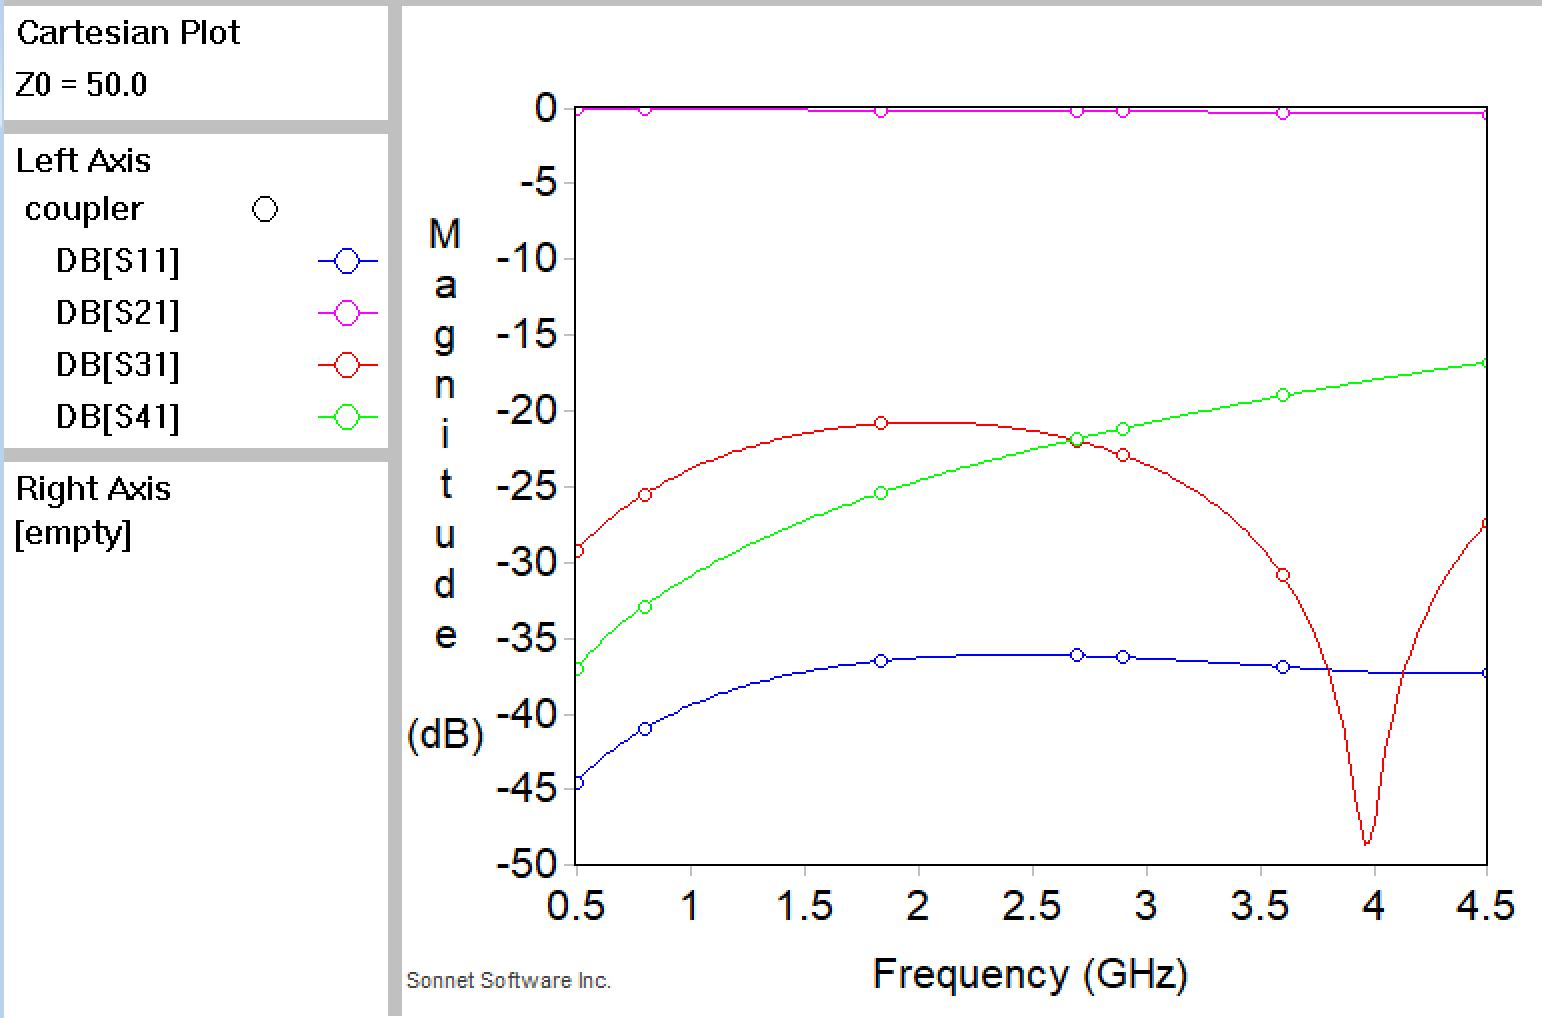 Cartesian Plot
Z0 = 50.0
Left Axis
coupler
DB[S11]
DB[S21]
DB[S31]
DB[S41]
Right Axis
[empty]
Magnitude
(dB)
0
-5
-10
-15
-20
-25
-30
-35
-40
-45
-50
0.5 1 1.5 2 2.5 3 3.5 4 4.5
Frequency (GHz)
Sonnet Software Inc.